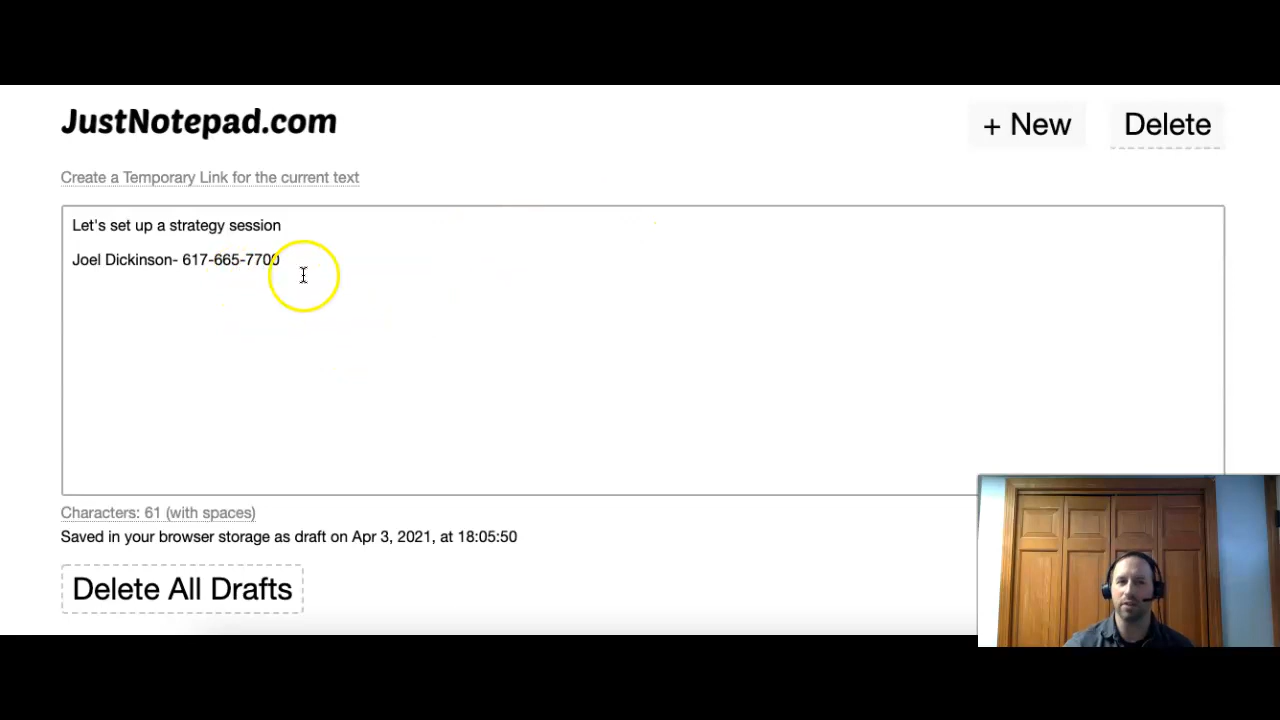 JustNotepad.com
+ New
Delete
Create a Temporary Link for the current text
Let's set up a strategy session
Joel Dickinson- 617-665-7700
Characters: 61 (with spaces)
Saved in your browser storage as draft on Apr 3, 2021, at 18:05:50
Delete All Drafts